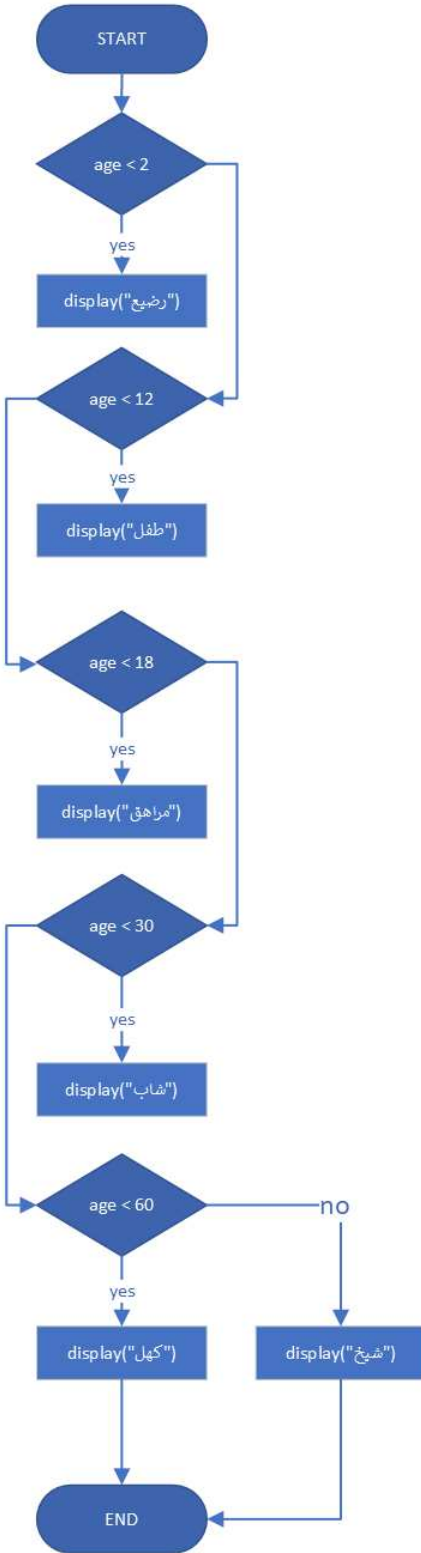 START
age < 2
yes
display("رضيع")
age < 12
yes
display("طفل")
age < 18
yes
display("مراهق")
age < 30
yes
display("شاب")
age < 60
no
yes
display("كهل")
display("شيخ")
END